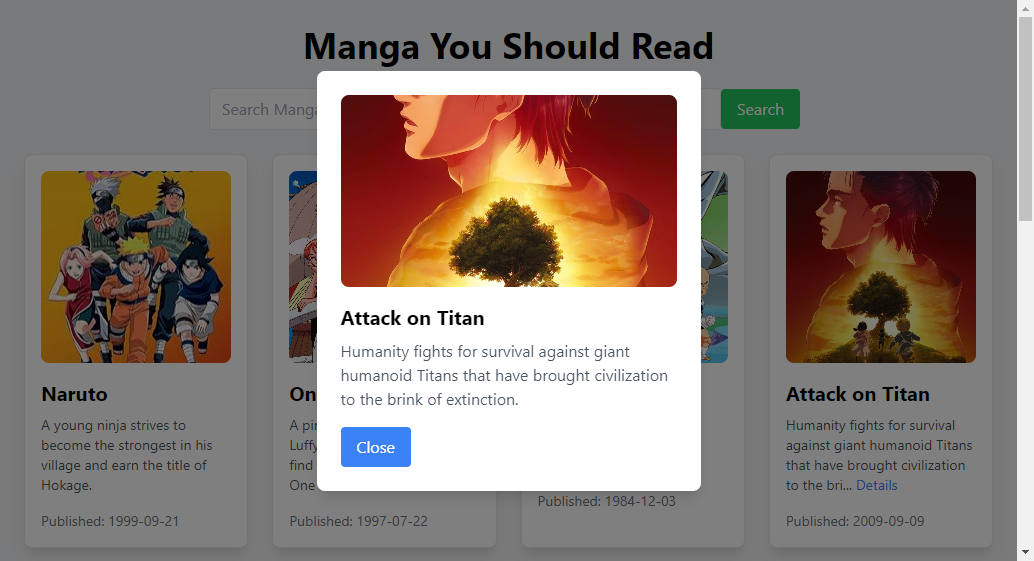 Manga You Should Read
Search Manga
Search
Attack on Titan
Humanity fights for survival against giant
humanoid Titans that have brought civilization
to the brink of extinction.
Close
Naruto
A young ninja strives to
become the strongest in his
village and earn the title of
Hokage.
Published: 1999-09-21
On
A pi
Luffy
find
One
Published: 1997-07-22
Published: 1984-12-03
Attack on Titan
Humanity fights for survival
against giant humanoid Titans
that have brought civilization
to the bri... Details
Published: 2009-09-09